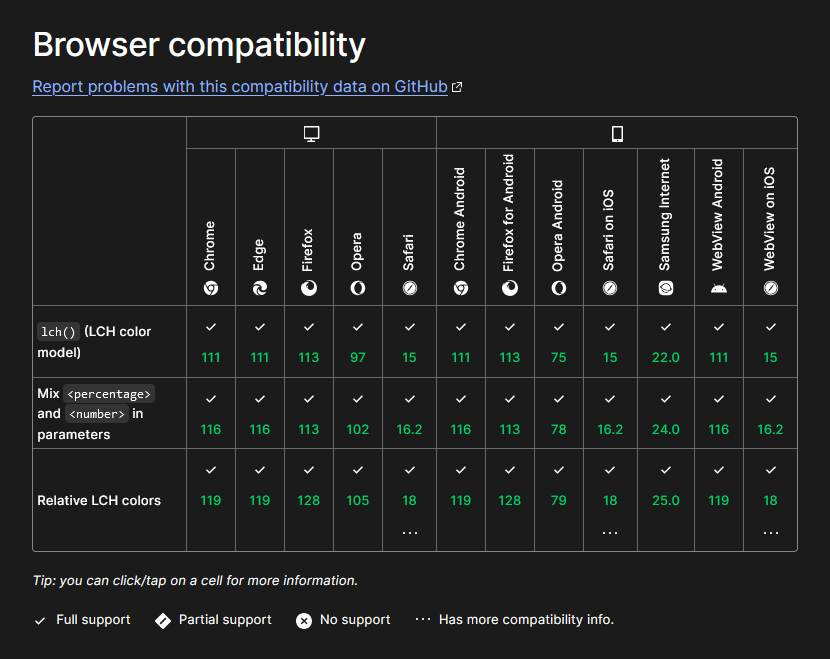 Browser compatibility
Report problems with this compatibility data on GitHub
Chrome
Edge
Firefox
Opera
Safari
Chrome Android
Firefox for Android
Opera Android
Safari on iOS
Samsung Internet
WebView Android
WebView on iOS
lch() (LCH color
model)
111 111 113 97 15 111 113 75 15 22.0 111 15
Mix <percentage>
and <number> in
parameters
116 116 113 102 16.2 116 113 78 16.2 24.0 116 16.2
Relative LCH colors
119 119 128 105 18 119 128 79 18 25.0 119 18
... ... ...
Tip: you can click/tap on a cell for more information.
Full support Partial support No support ... Has more compatibility info.